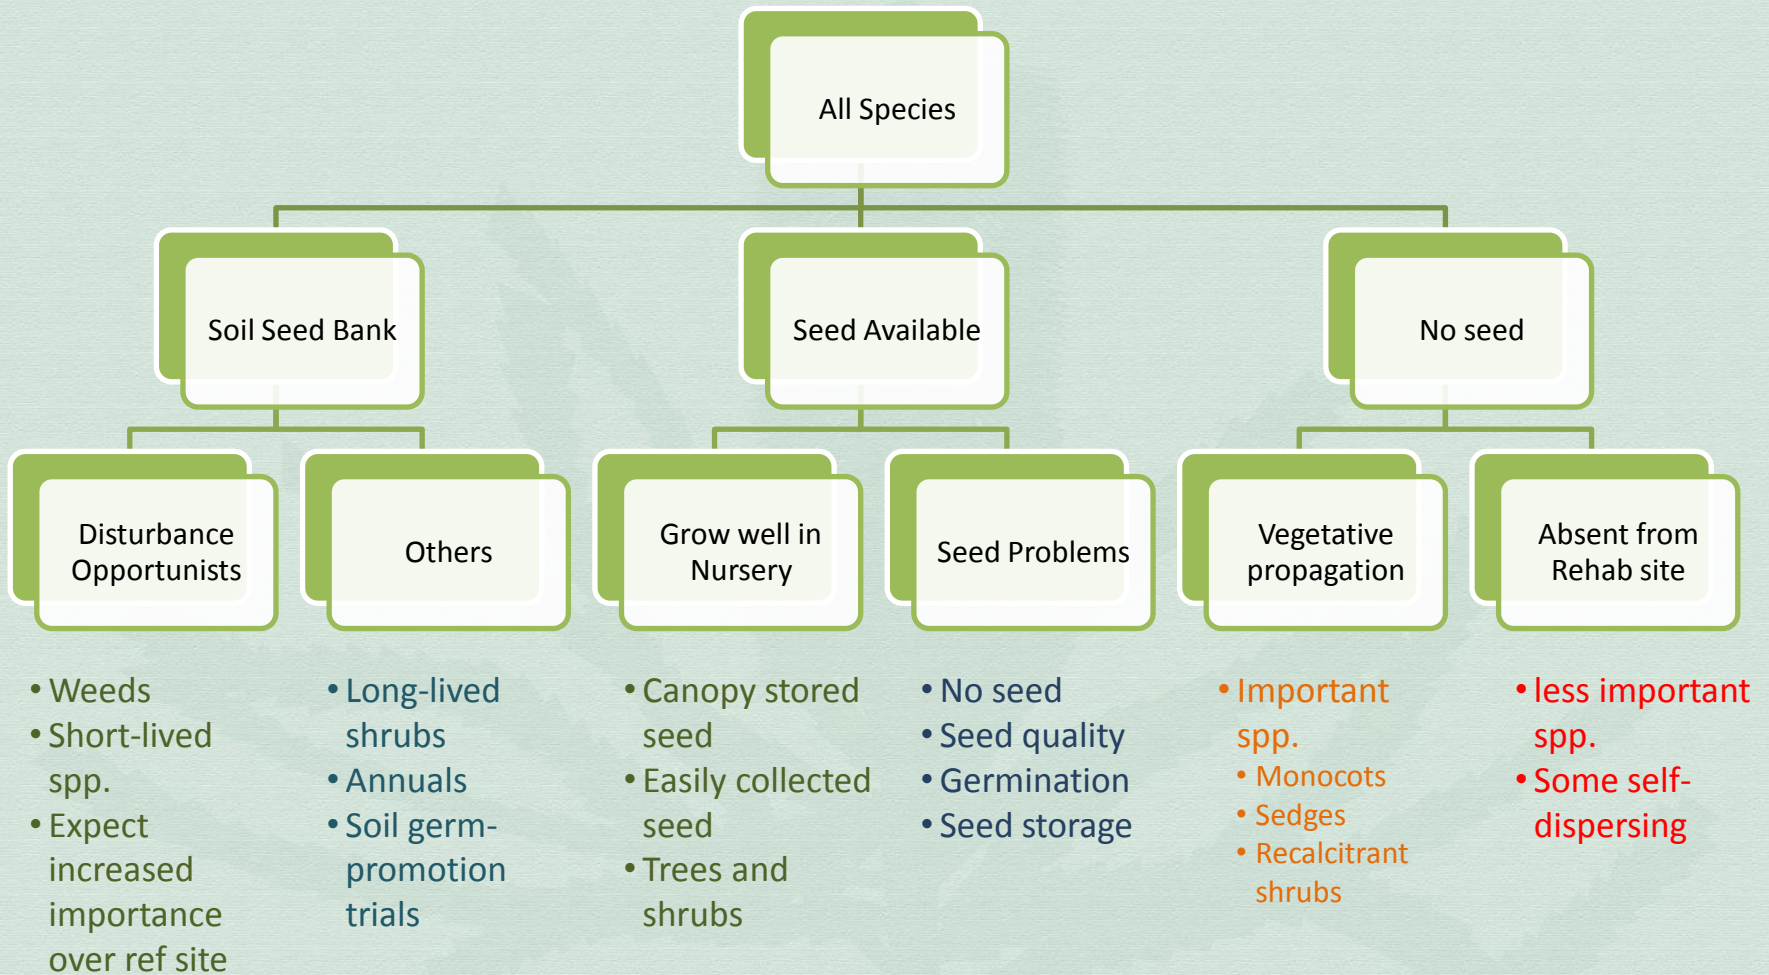 All Species
Soil Seed Bank
Seed Available
No seed
Disturbance
Opportunists
Others
Grow well in
Nursery
Seed Problems
Vegetative
propagation
Absent from
Rehab site
• Weeds
• Short-lived
spp.
• Expect
increased
importance
over ref site
• Long-lived
shrubs
• Annuals
• Soil germ-
promotion
trials
• Canopy stored
seed
• Easily collected
seed
• Trees and
shrubs
• No seed
• Seed quality
• Germination
• Seed storage
• Important
spp.
• Monocots
• Sedges
• Recalcitrant
shrubs
• less important
spp.
• Some self-
dispersing